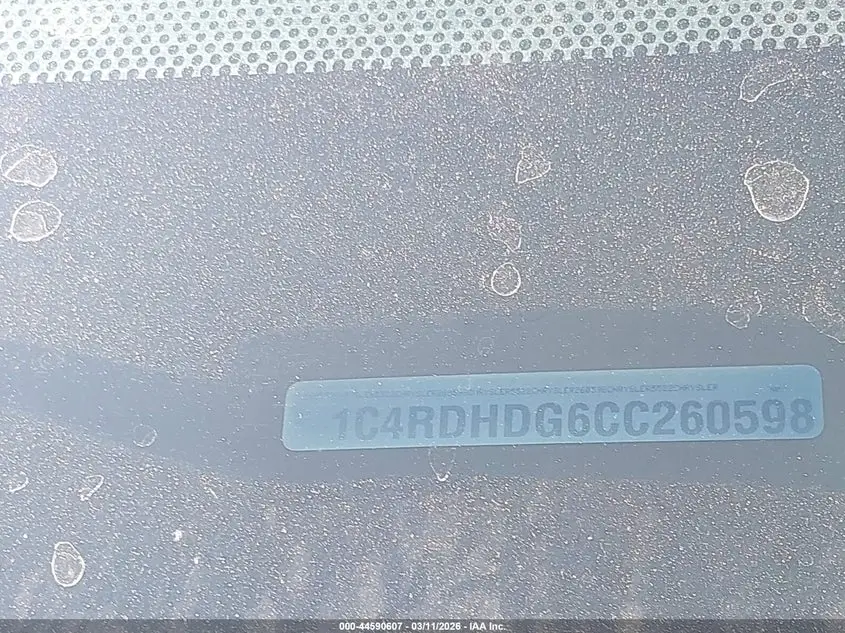 1C4RDHDG6CC260598
000-44590607 - 03/11/2026 - IAA Inc.